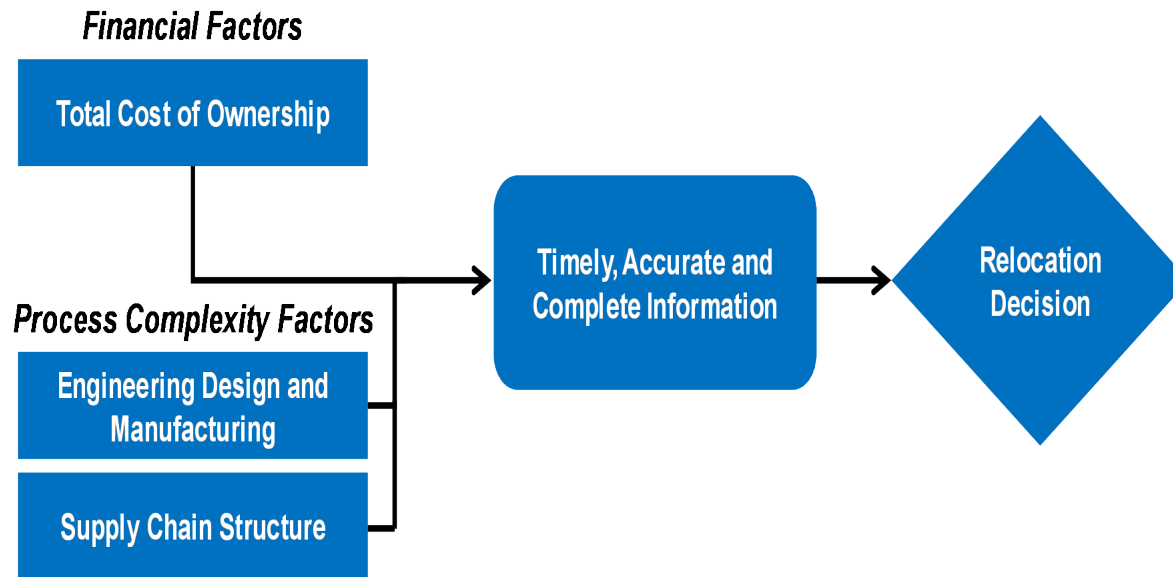 Financial Factors
Total Cost of Ownership
Process Complexity Factors
Engineering Design and
Manufacturing
Supply Chain Structure
Timely, Accurate and
Complete Information
Relocation
Decision